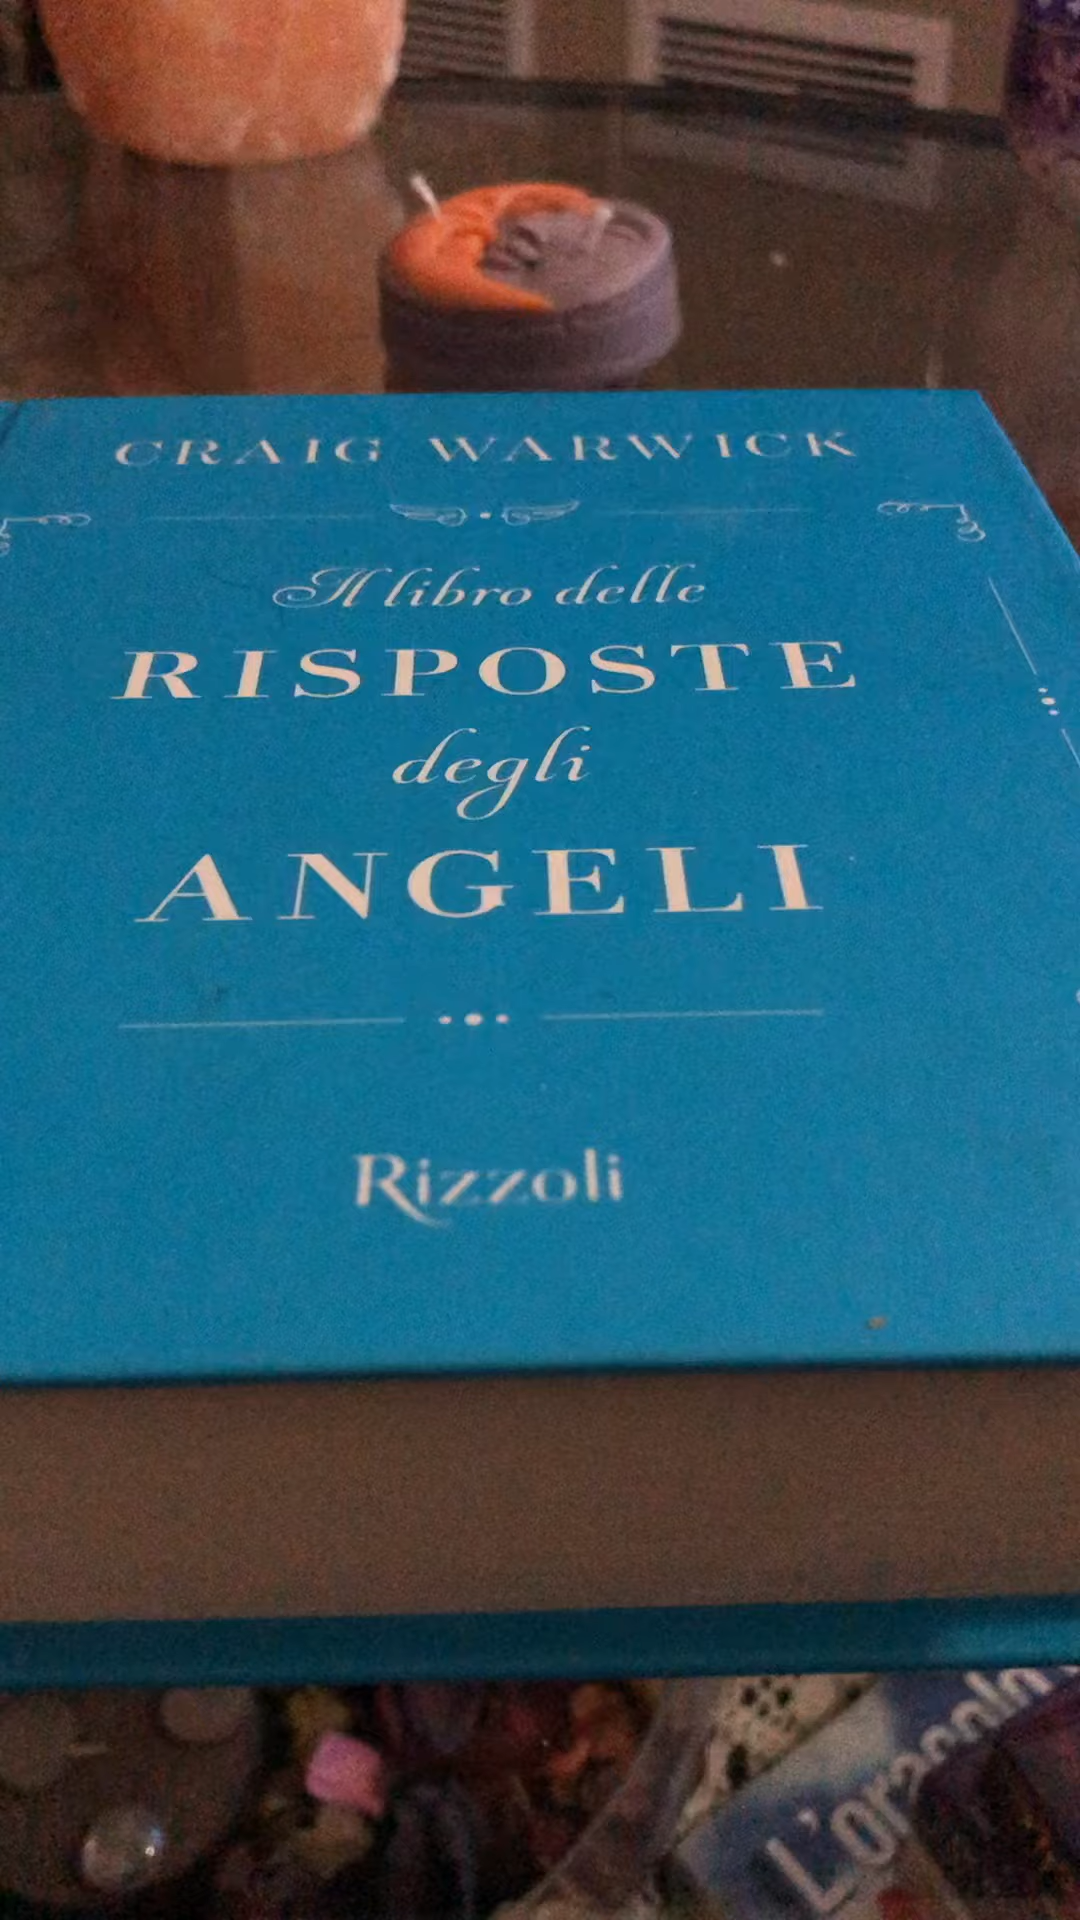 CRAIG WARWICK
Il libro delle
RISPOSTE
degli
ANGELI
Rizzoli